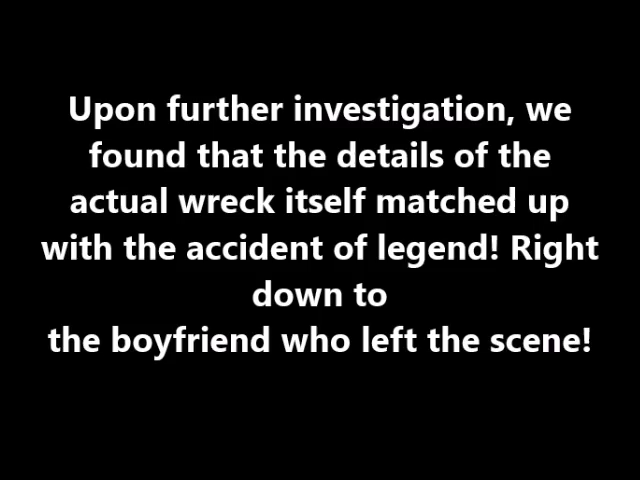 Upon further investigation, we
found that the details of the
actual wreck itself matched up
with the accident of legend! Right
down to
the boyfriend who left the scene!